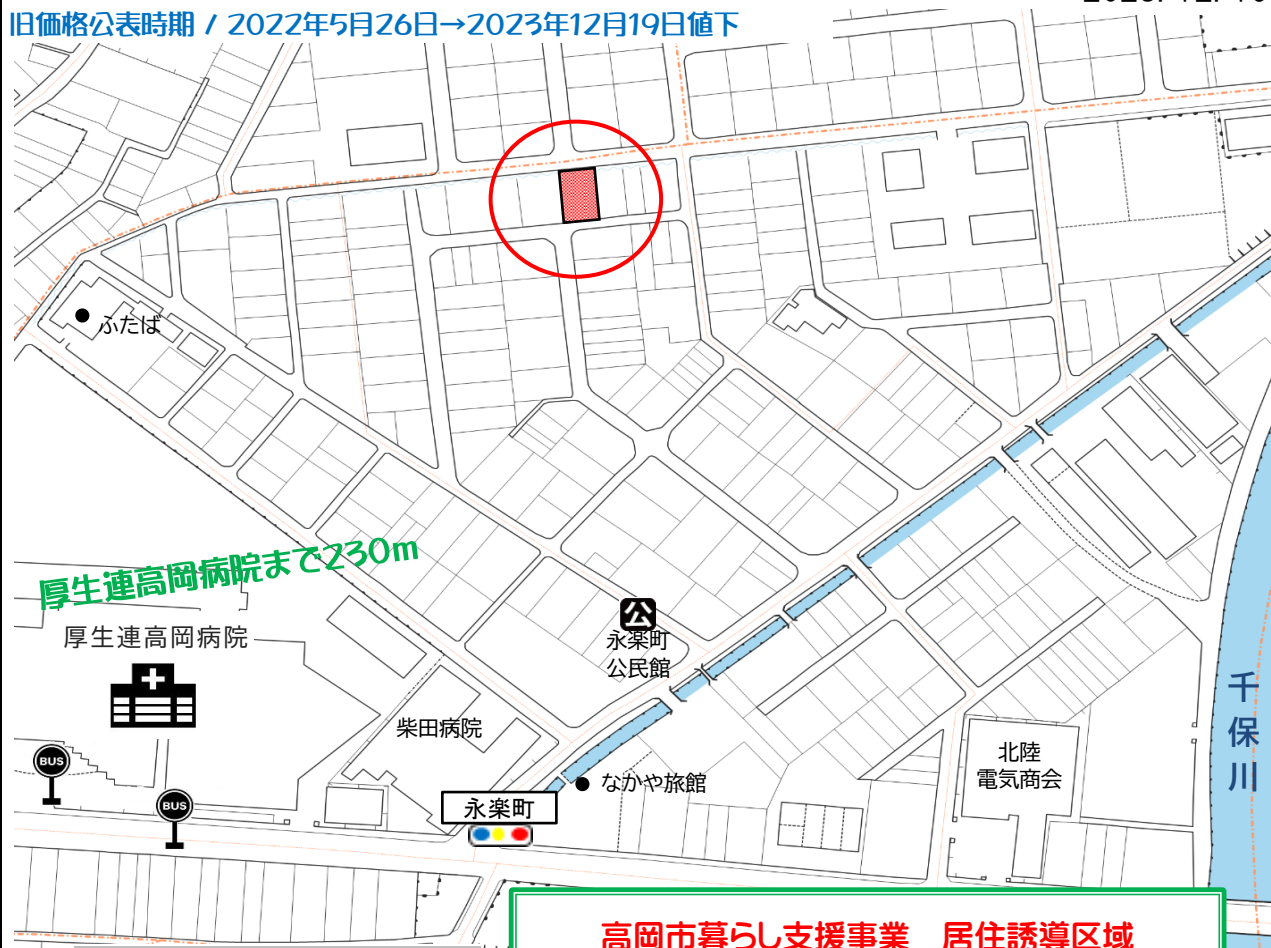 旧価格公表時期 / 2022年5月26日→2023年12月19日値下
ふたば
厚生連高岡病院まで230m
厚生連高岡病院
公
永楽町
公民館
千保川
柴田病院
北陸
電気商会
BUS
なかや旅館
BUS
永楽町
高岡市暮らし支援事業 居住誘導区域